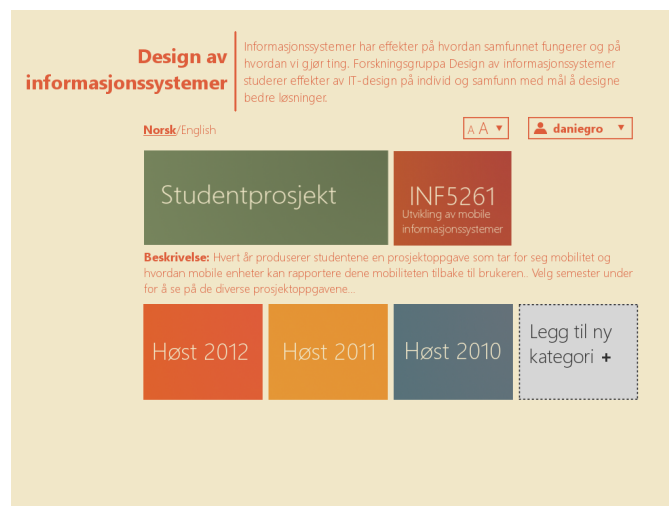 Design av
informasjonssystemer
Informasjonssystemer har effekter på hvordan samfunnet fungerer og på
hvordan vi gjør ting. Forskningsgruppa Design av informasjonssystemer
studerer effekter av IT-design på individ og samfunn med mål å designe
bedre løsninger.
Norsk/English
A A
daniegro
Studentprosjekt
INF5261
Utvikling av mobile
informasjonssystemer
Beskrivelse: Hvert år produserer studentene en prosjektoppgave som tar for seg mobilitet og
hvordan mobile enheter kan rapportere dene mobiliteten tilbake til brukeren.. Velg semester under
for å se på de diverse prosjektoppgavene...
Høst 2012
Høst 2011
Høst 2010
Legg til ny
kategori +